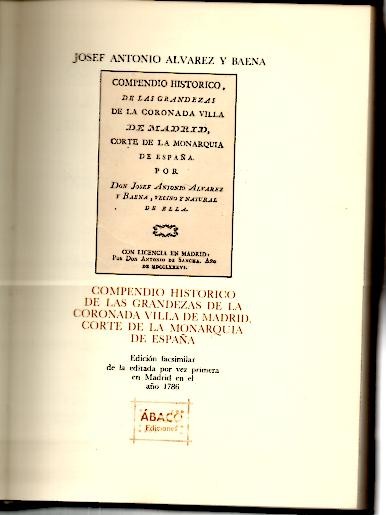 JOSEF ANTONIO ALVAREZ Y BAENA
COMPENDIO HISTORICO,
DE LAS GRANDEZAS
DE LA CORONADA VILLA
DE MADRID,
CORTE DE LA MONARQUIA
DE ESPAÑA.
POR
DON JOSEF ANTONIO ALVAREZ
Y BAENA, VECINO Y NATURAL
DE ELLA.
CON LICENCIA EN MADRID:
Por DON ANTONIO DE SANCHA. AÑO
DE MDCCLXXXVI.
COMPENDIO HISTORICO
DE LAS GRANDEZAS DE LA
CORONADA VILLA DE MADRID,
CORTE DE LA MONARQUIA
DE ESPAÑA
Edición facsimilar
de la editada por vez primera
en Madrid en el
año 1786
ÁBACO
Ediciones